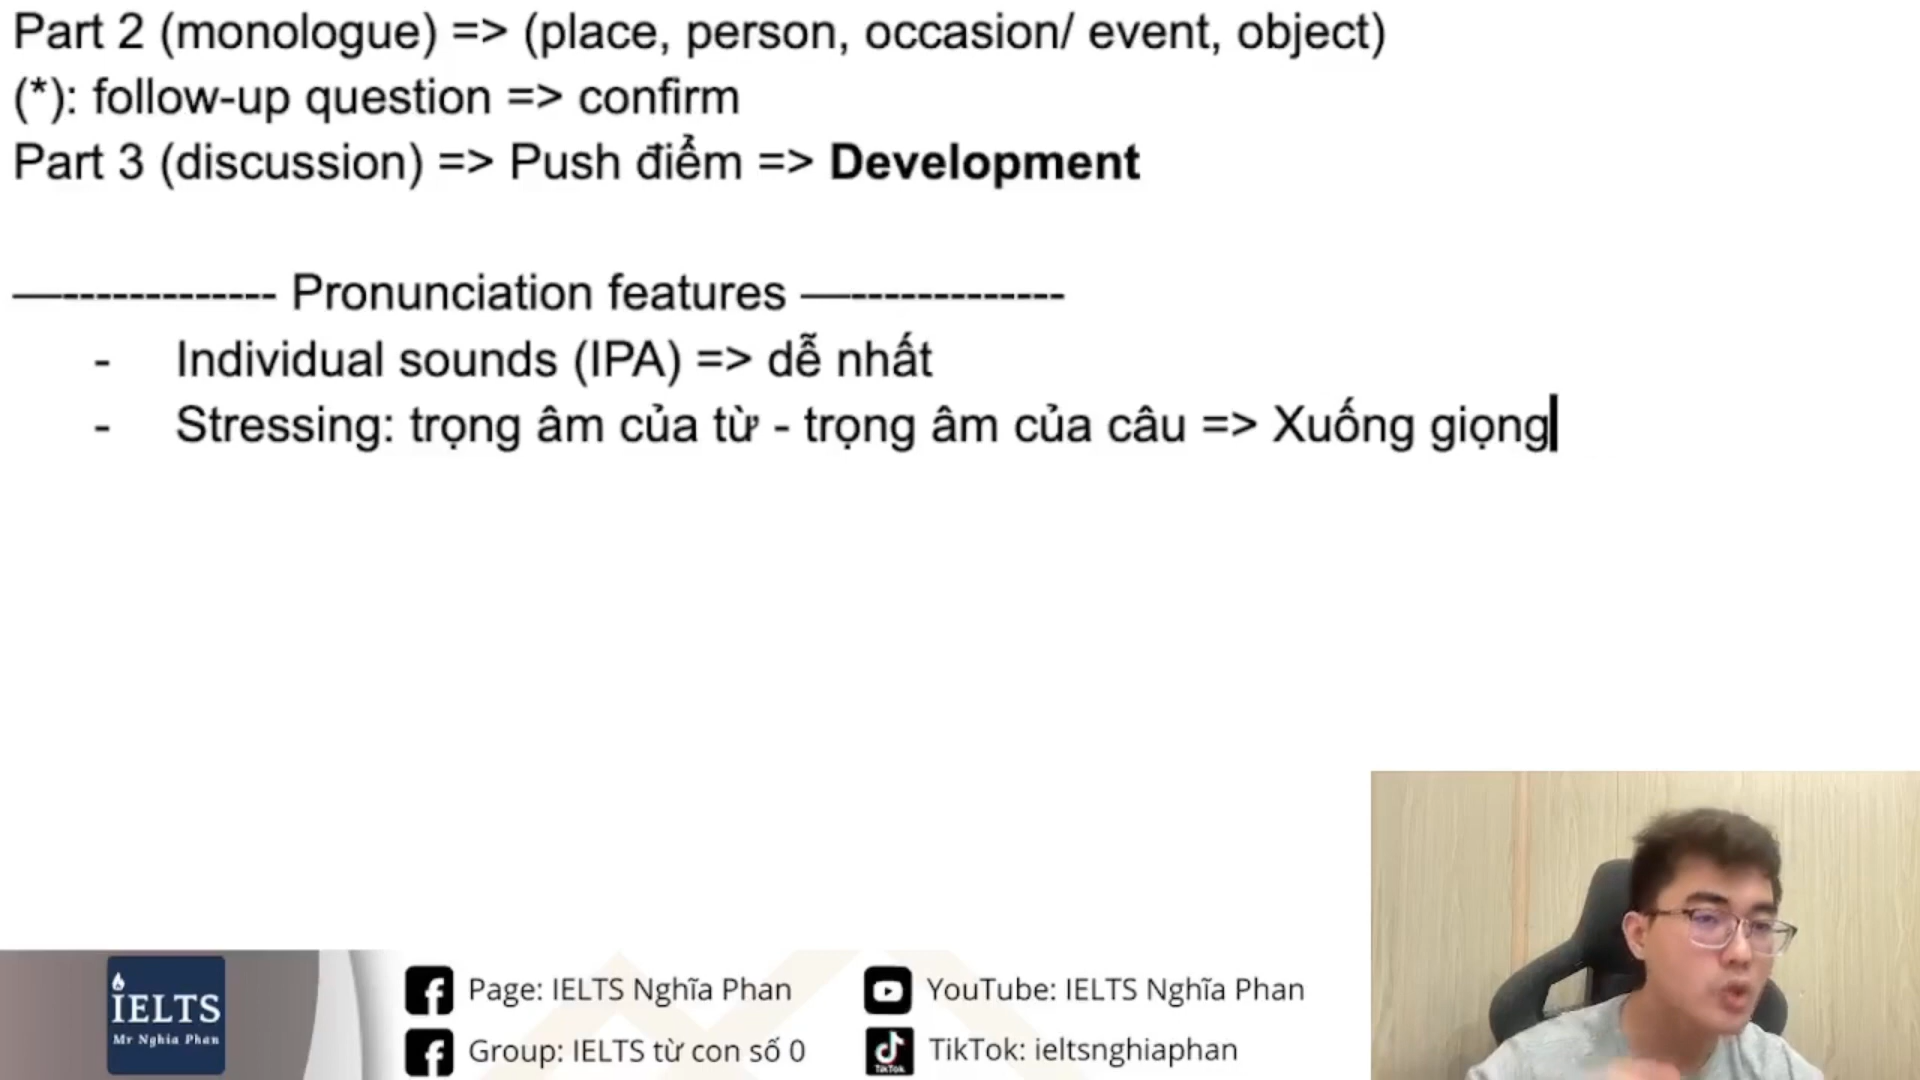 Part 2 (monologue) => (place, person, occasion/ event, object)
(*): follow-up question => confirm
Part 3 (discussion) => Push điểm => Development
—------------- Pronunciation features —-------------
- Individual sounds (IPA) => dễ nhất
- Stressing: trọng âm của từ - trọng âm của câu => Xuống giọng
IELTS
Mr Nghia Phan
Page: IELTS Nghĩa Phan
YouTube: IELTS Nghĩa Phan
Group: IELTS từ con số 0
TikTok
TikTok: ieltsnghiaphan